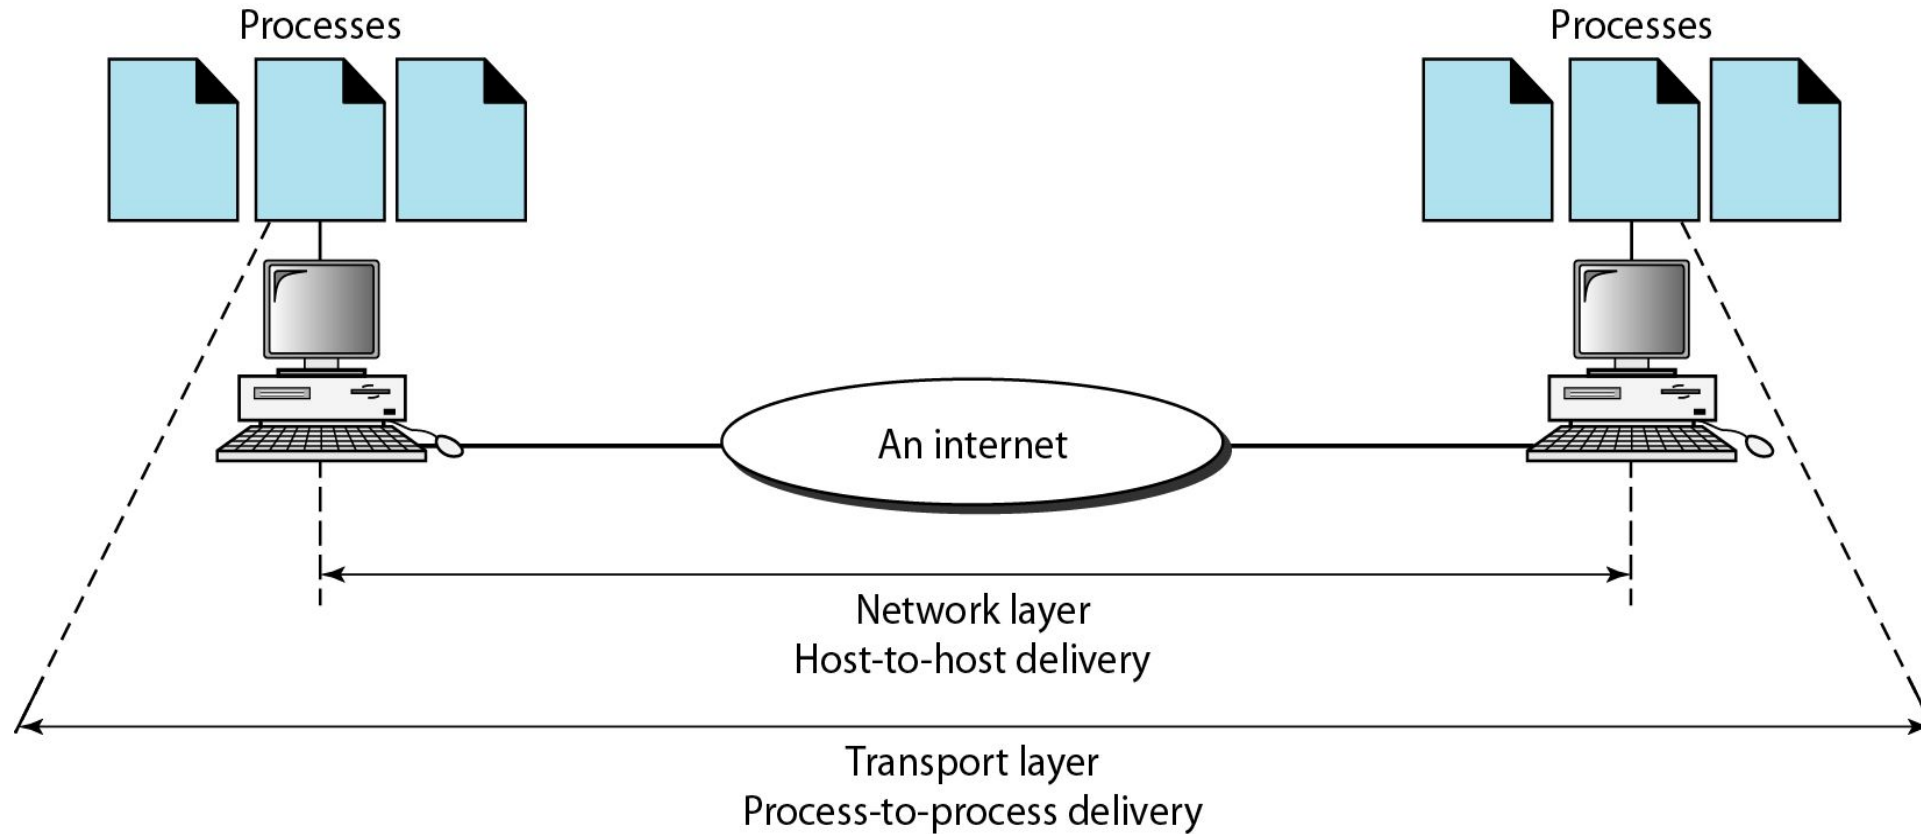 Processes
Processes
An internet
Network layer
Host-to-host delivery
Transport layer
Process-to-process delivery